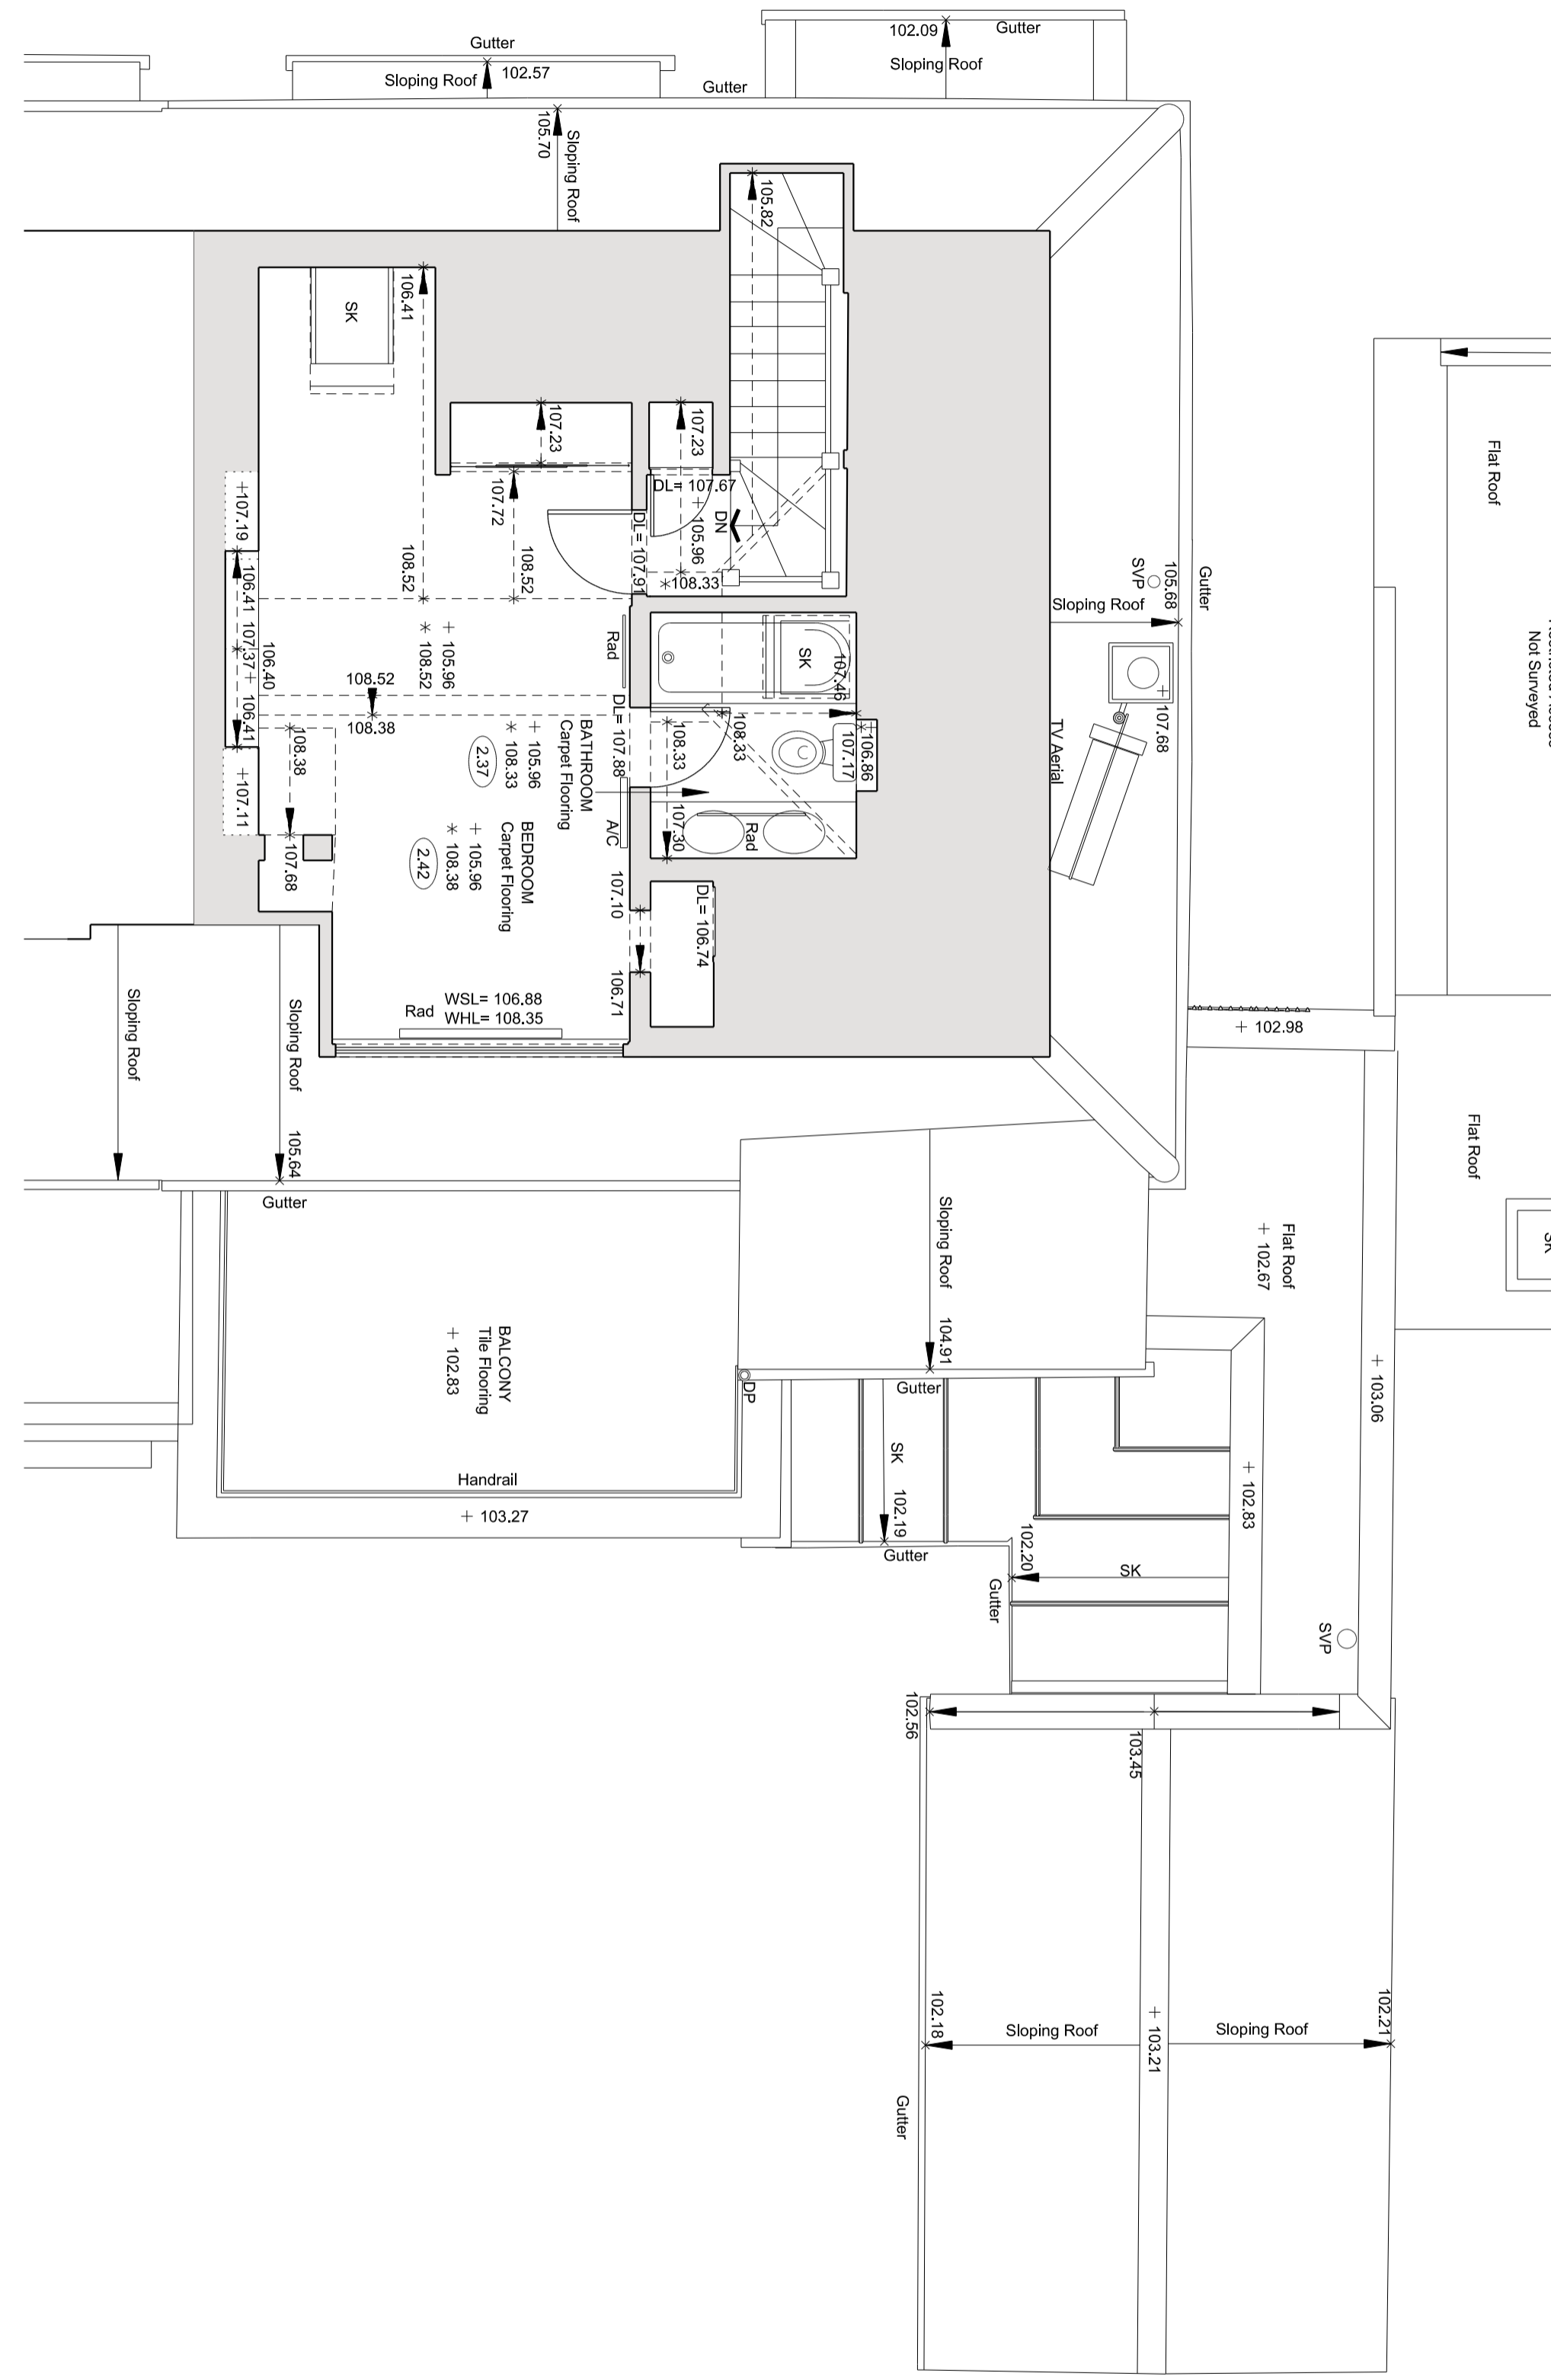 Gutter
102.09
Gutter
Sloping Roof
Sloping Roof
102.57
Gutter
105.70
Sloping Roof
105.82
106.41
SK
107.23
107.23
DL= 107.67
107.72
+ 105.96
DN
DL= 107.91
108.52
108.52
*108.33
+107.19
106.41
107.37+
106.41
106.40
+107.11
+ 105.96
* 108.52
Rad
SK
107.46
108.52
108.38
108.38
107.68
DL= 107.88
108.33
108.33
107.17
+106.86
107.30
Rad
BATHROOM
Carpet Flooring
+ 105.96
* 108.33
2.37
A/C
BEDROOM
Carpet Flooring
+ 105.96
* 108.38
2.42
107.10
106.71
DL= 106.74
WSL= 106.88
WHL= 108.35
Rad
SVP
105.68
Gutter
Sloping Roof
+
107.68
TV Aerial
Flat Roof
Not Surveyed
+ 102.98
Flat Roof
SK
Sloping Roof
Sloping Roof
105.64
Gutter
Sloping Roof
104.91
Gutter
Flat Roof
+ 102.67
+ 103.06
BALCONY
Tile Flooring
+ 102.83
Handrail
+ 103.27
DP
SK
102.19
Gutter
102.20
SK
Gutter
+ 102.83
SVP
102.56
103.45
102.18
Sloping Roof
+ 103.21
Sloping Roof
102.21
Gutter